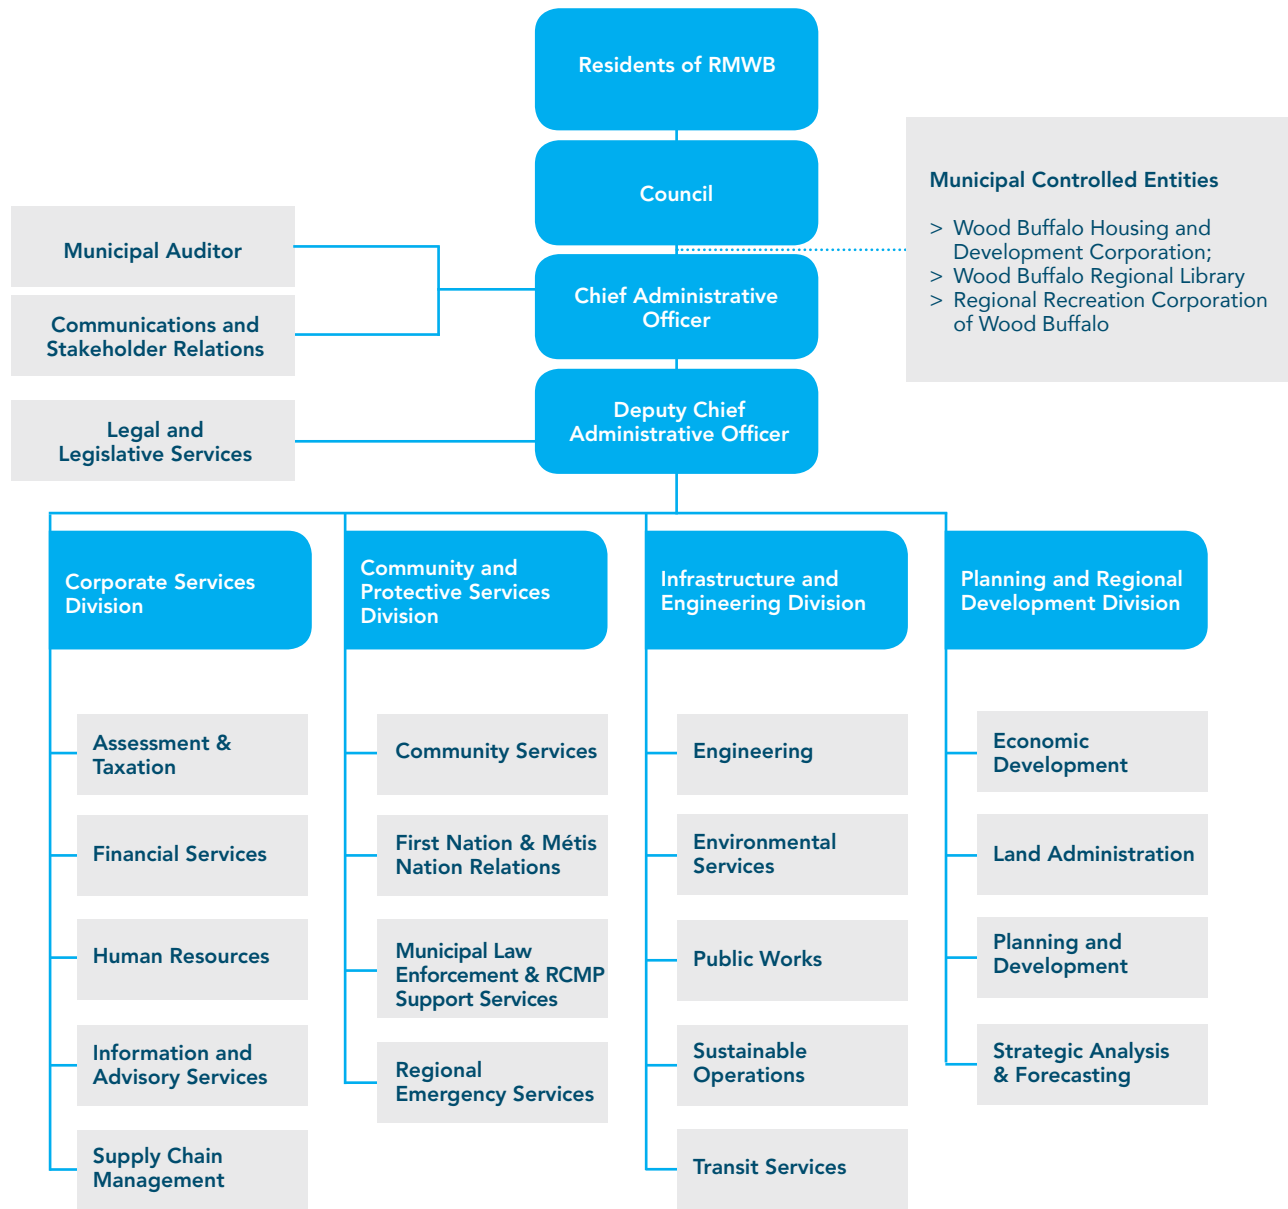 Residents of RMWB
Council
Municipal Controlled Entities
> Wood Buffalo Housing and
Development Corporation;
> Wood Buffalo Regional Library
> Regional Recreation Corporation
of Wood Buffalo
Municipal Auditor
Communications and
Stakeholder Relations
Chief Administrative
Officer
Legal and
Legislative Services
Deputy Chief
Administrative Officer
Corporate Services
Division
Assessment &
Taxation
Financial Services
Human Resources
Information and
Advisory Services
Supply Chain
Management
Community and
Protective Services
Division
Community Services
First Nation & Métis
Nation Relations
Municipal Law
Enforcement & RCMP
Support Services
Regional
Emergency Services
Infrastructure and
Engineering Division
Engineering
Environmental
Services
Public Works
Sustainable
Operations
Transit Services
Planning and Regional
Development Division
Economic
Development
Land Administration
Planning and
Development
Strategic Analysis
& Forecasting